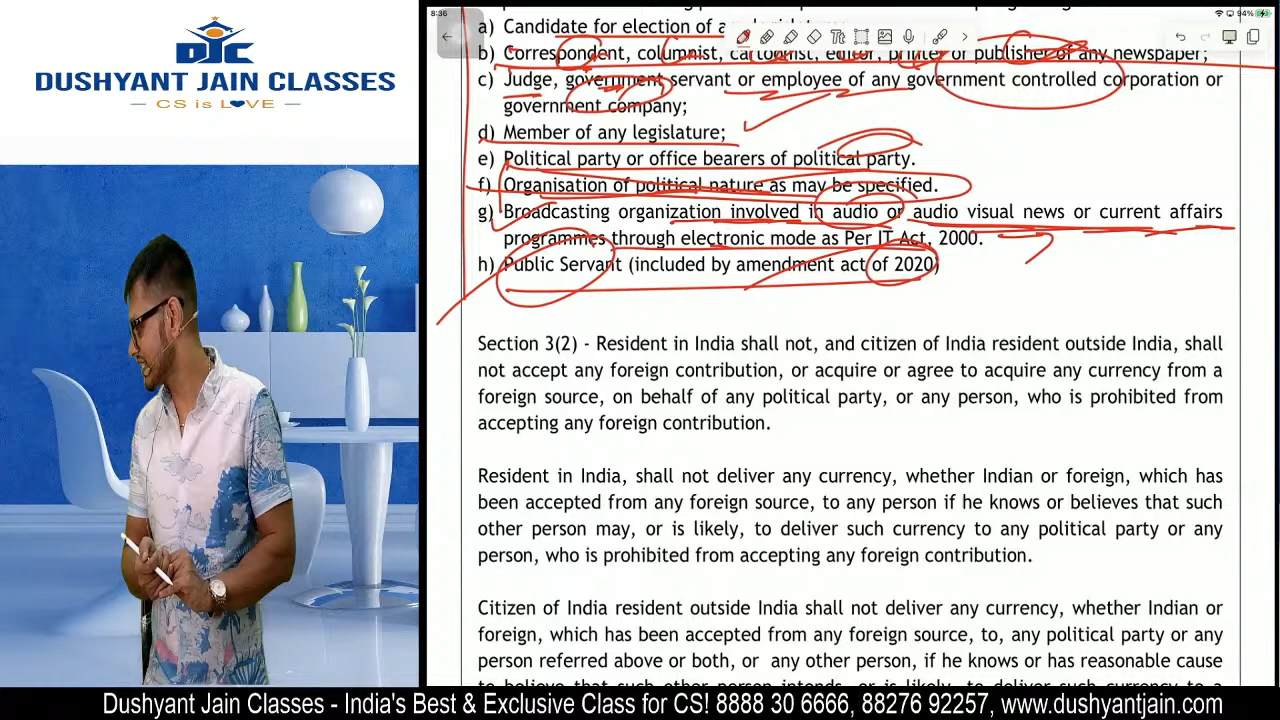 8:36
94%
DJC
DUSHYANT JAIN CLASSES
CS is L VE
a) Candidate for election of a
b) Correspondent, columnist, cartoonist, editor, printer or publisher of any newspaper;
c) Judge, government servant or employee of any government controlled corporation or
government company;
d) Member of any legislature;
e) Political party or office bearers of political party.
f) Organisation of political nature as may be specified.
g) Broadcasting organization involved in audio or audio visual news or current affairs
programmes through electronic mode as Per IT Act, 2000.
h) Public Servant (included by amendment act of 2020)
Section 3(2) - Resident in India shall not, and citizen of India resident outside India, shall
not accept any foreign contribution, or acquire or agree to acquire any currency from a
foreign source, on behalf of any political party, or any person, who is prohibited from
accepting any foreign contribution.
Resident in India, shall not deliver any currency, whether Indian or foreign, which has
been accepted from any foreign source, to any person if he knows or believes that such
other person may, or is likely, to deliver such currency to any political party or any
person, who is prohibited from accepting any foreign contribution.
Citizen of India resident outside India shall not deliver any currency, whether Indian or
foreign, which has been accepted from any foreign source, to, any political party or any
person referred above or both, or any other person, if he knows or has reasonable cause
Dushyant Jain Classes - India's Best & Exclusive Class for CS! 8888 30 6666, 88276 92257, www.dushyantjain.com